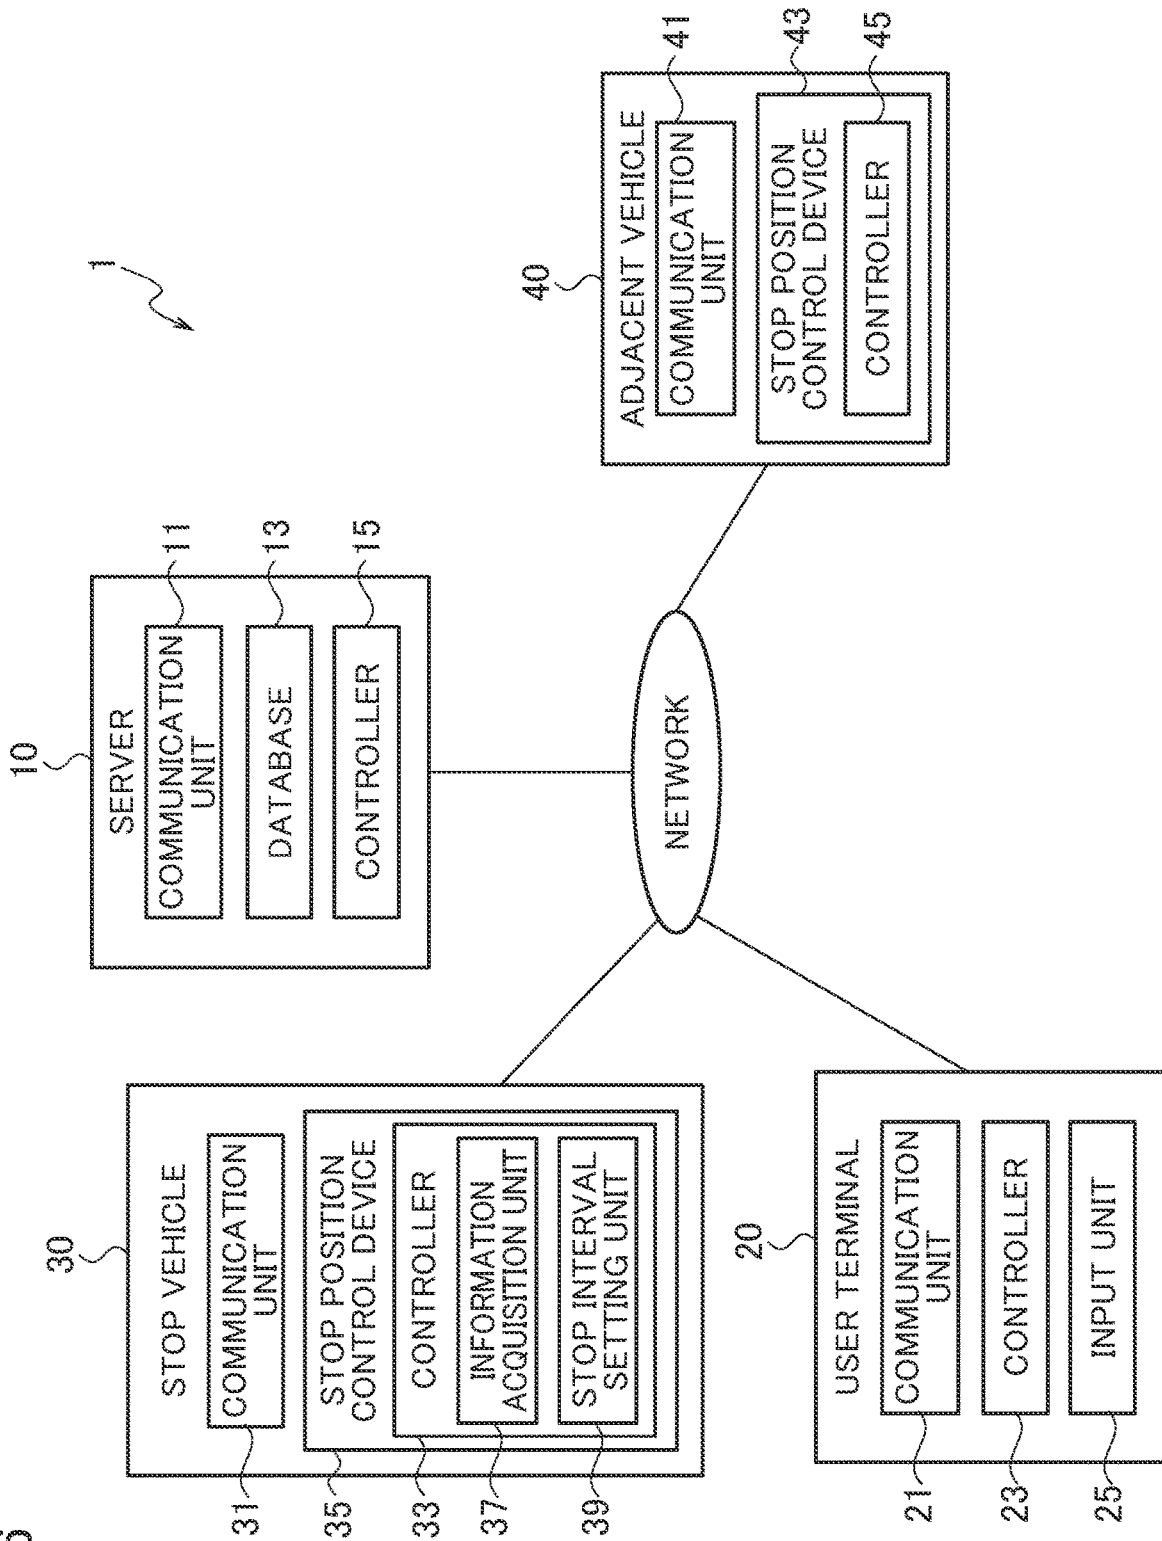 1
10
SERVER
COMMUNICATION
UNIT
11
DATABASE
13
CONTROLLER
15
30
STOP VEHICLE
COMMUNICATION
UNIT
31
STOP POSITION
CONTROL DEVICE
35
CONTROLLER
33
INFORMATION
ACQUISITION UNIT
37
STOP INTERVAL
SETTING UNIT
39
NETWORK
40
ADJACENT VEHICLE
COMMUNICATION
UNIT
41
STOP POSITION
CONTROL DEVICE
43
CONTROLLER
45
20
USER TERMINAL
COMMUNICATION
UNIT
21
CONTROLLER
23
INPUT UNIT
25